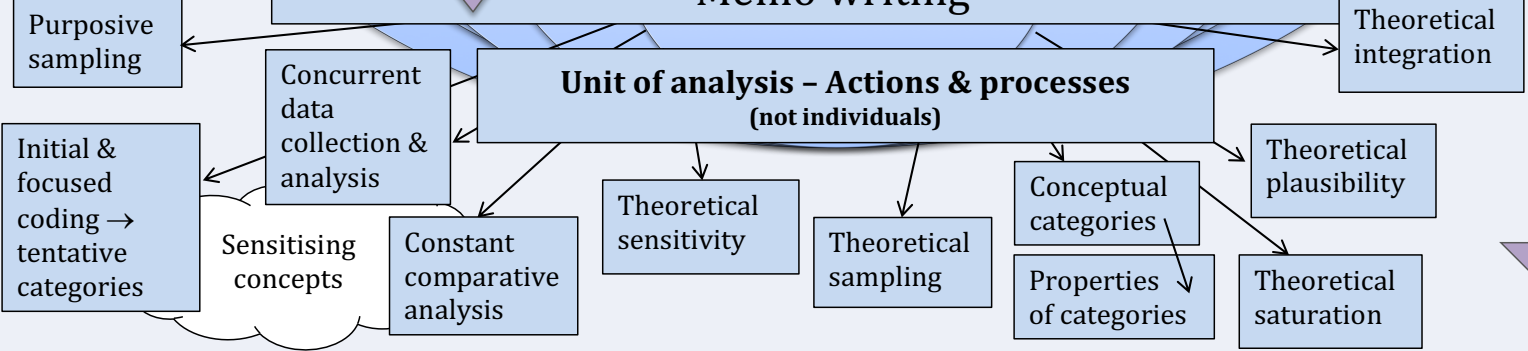 Memo writing
Purposive
sampling
Theoretical
integration
Concurrent
data
collection &
analysis
Unit of analysis – Actions & processes
(not individuals)
Initial &
focused
coding →
tentative
categories
Sensitising
concepts
Constant
comparative
analysis
Theoretical
sensitivity
Theoretical
sampling
Conceptual
categories
Properties
of categories
Theoretical
plausibility
Theoretical
saturation